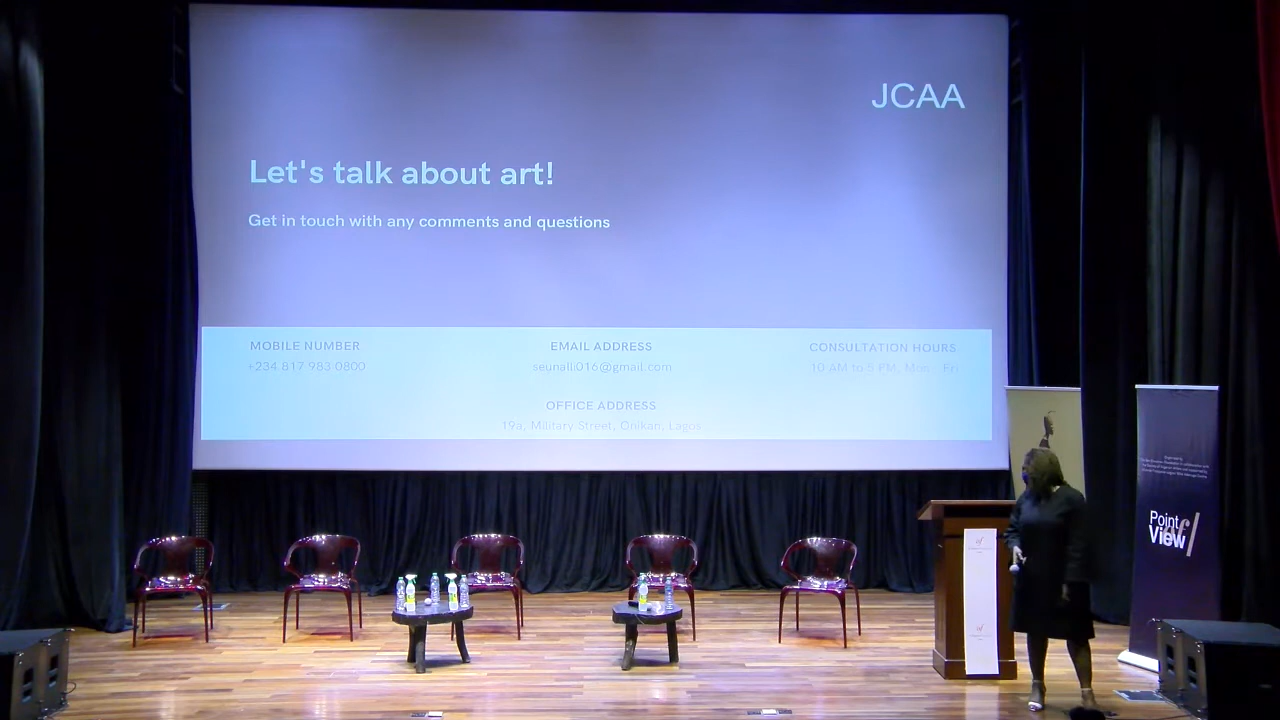 JCAA
Let's talk about art!
Get in touch with any comments and questions
MOBILE NUMBER
+234 817 983 0800
EMAIL ADDRESS
seunalli016@gmail.com
CONSULTATION HOURS
10 AM to 5 PM, Mon - Fri
OFFICE ADDRESS
19a, Military Street, Onikan, Lagos
Point
of
View